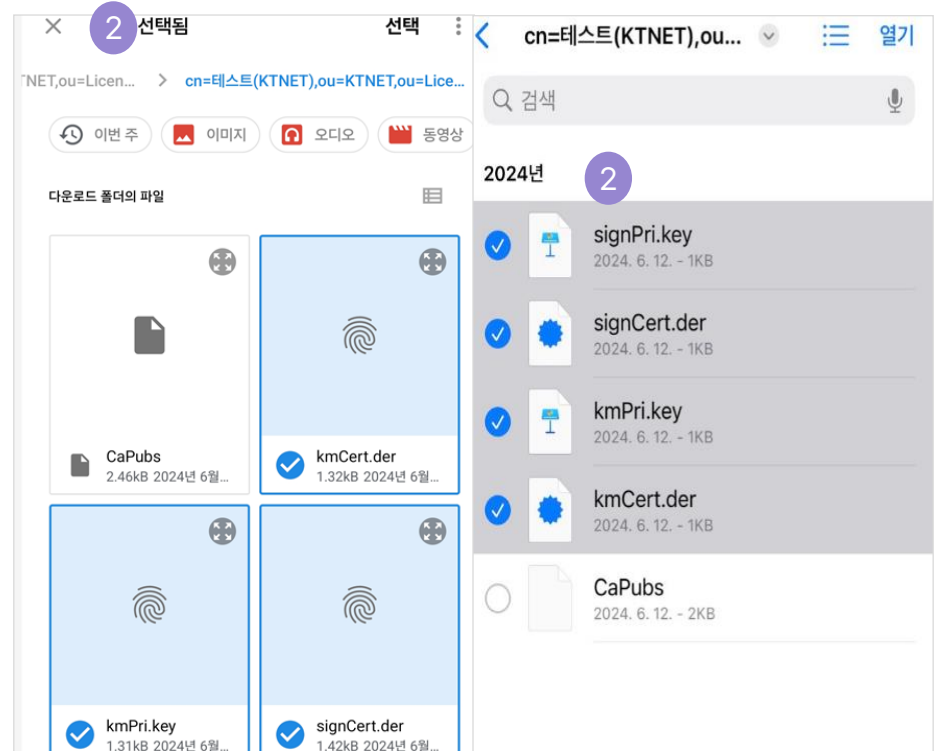 2 선택됨 선택
TNET,ou=Licen... > cn=테스트(KTNET),ou=KTNET,ou=Lice...
이번 주 이미지 오디오 동영상
다운로드 폴더의 파일
CaPubs
2.46kB 2024년 6월...
kmCert.der
1.32kB 2024년 6월...
kmPri.key
1.31kB 2024년 6월...
signCert.der
1.42kB 2024년 6월...
cn=테스트(KTNET),ou... 열기
검색
2024년
2
signPri.key
2024. 6. 12. - 1KB
signCert.der
2024. 6. 12. - 1KB
kmPri.key
2024. 6. 12. - 1KB
kmCert.der
2024. 6. 12. - 1KB
CaPubs
2024. 6. 12. - 2KB